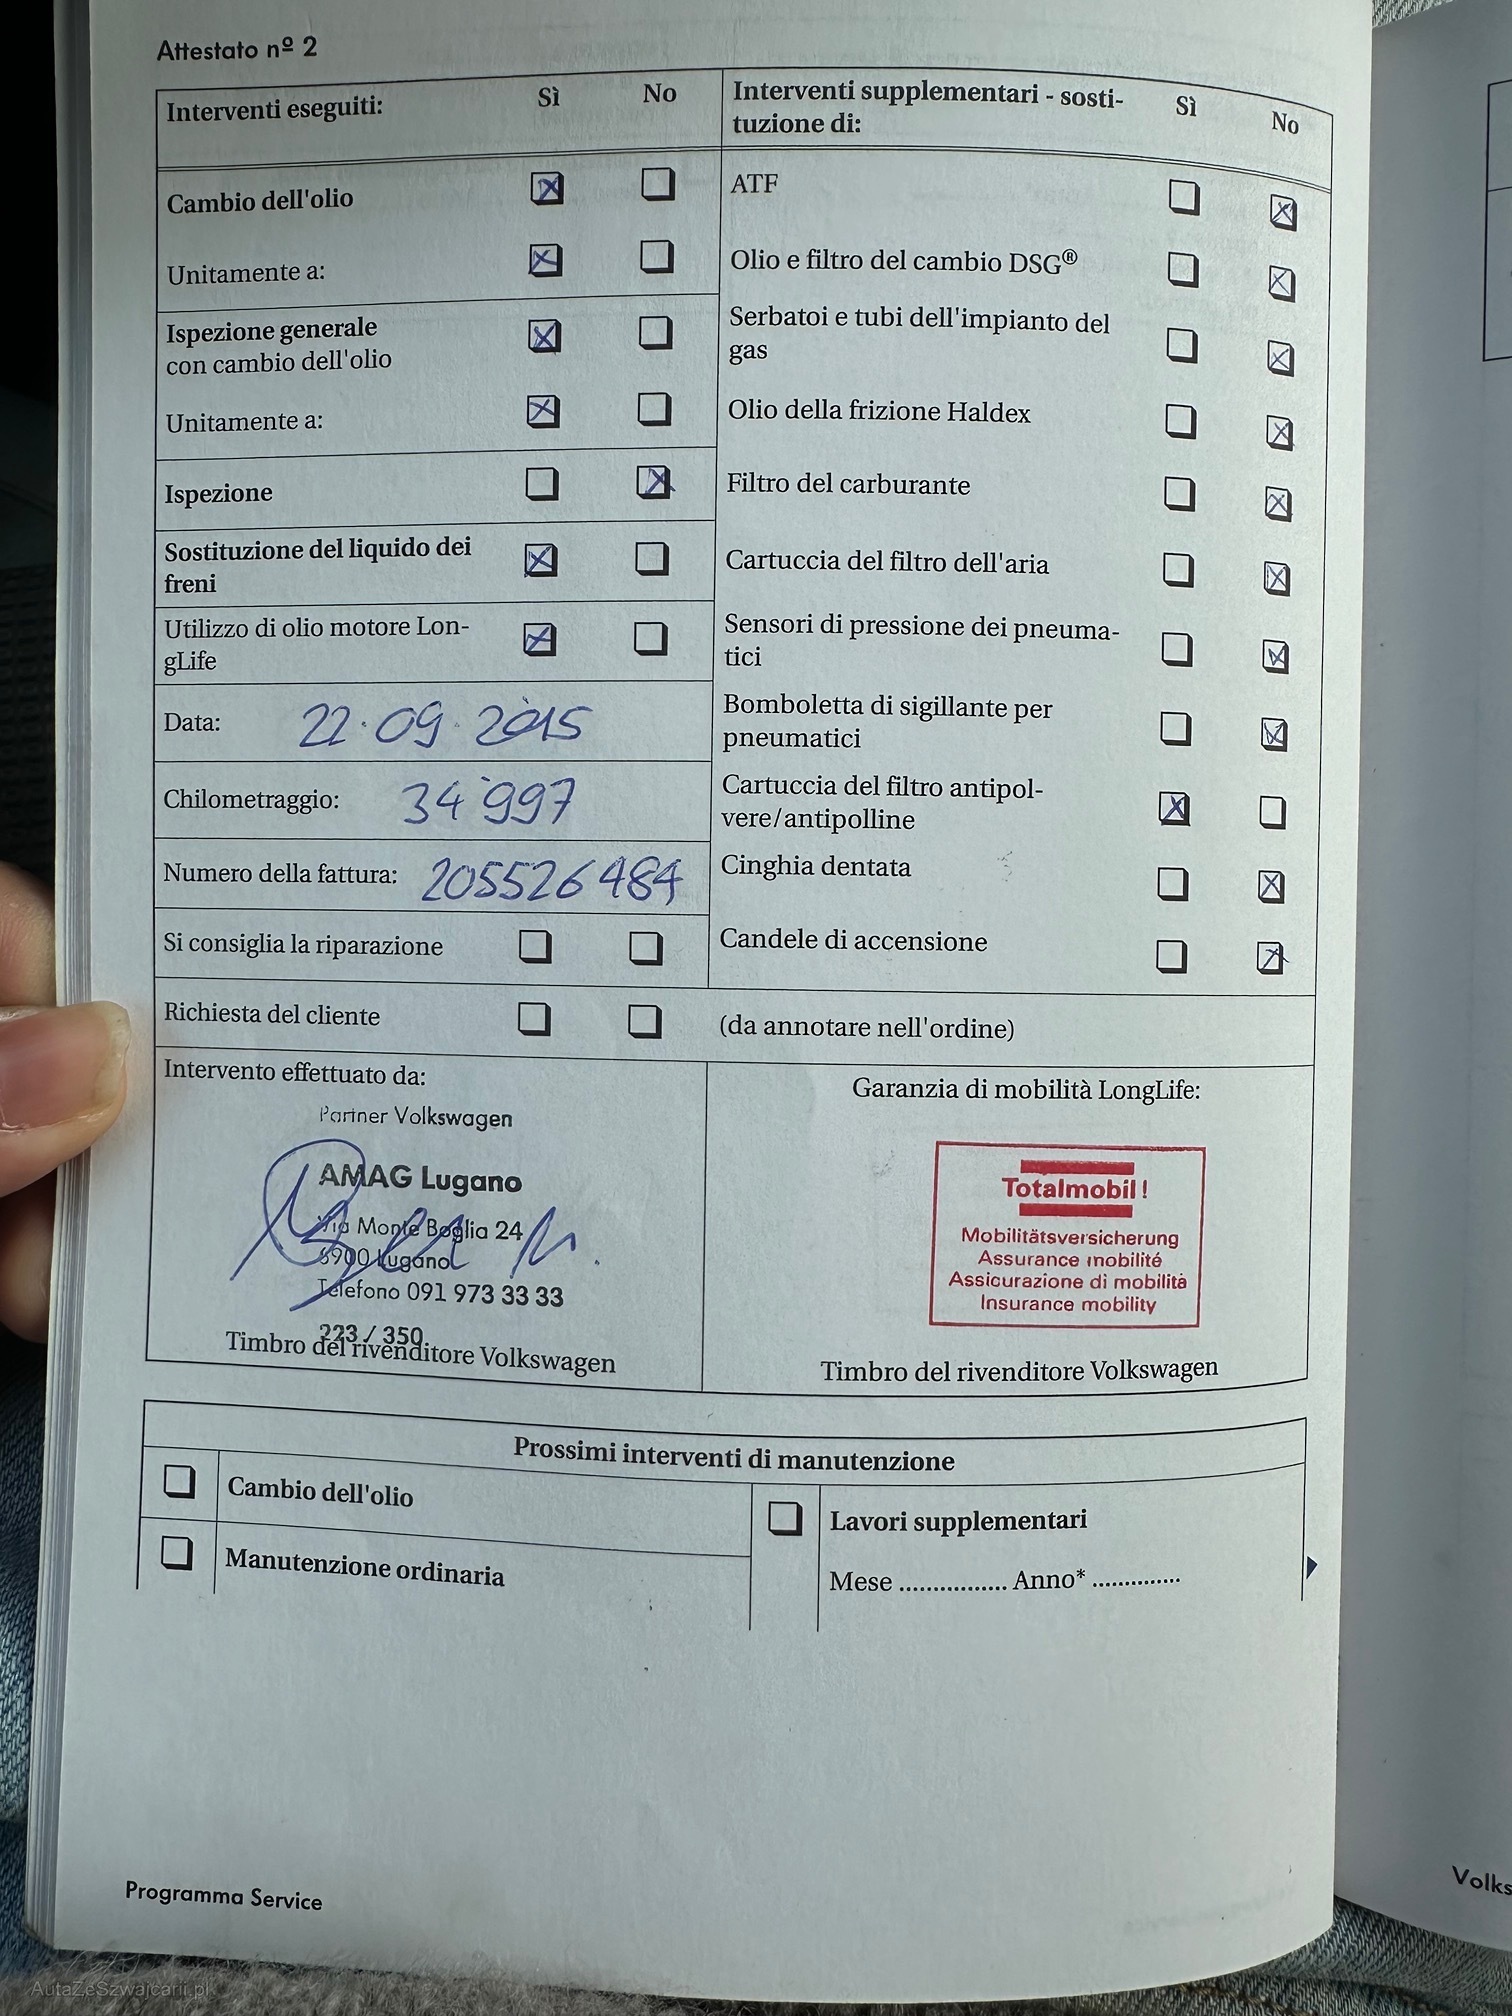 Attestato nº 2
Interventi eseguiti: Sì No
Cambio dell'olio
Unitamente a:
Ispezione generale
con cambio dell'olio
Unitamente a:
Ispezione
Sostituzione del liquido dei
freni
Utilizzo di olio motore Lon-
gLife
Data: 22.09.2015
Chilometraggio: 34'997
Numero della fattura: 205526484
Si consiglia la riparazione
Richiesta del cliente
Interventi supplementari - sosti-
tuzione di: Sì No
ATF
Olio e filtro del cambio DSG®
Serbatoi e tubi dell'impianto del
gas
Olio della frizione Haldex
Filtro del carburante
Cartuccia del filtro dell'aria
Sensori di pressione dei pneuma-
tici
Bomboletta di sigillante per
pneumatici
Cartuccia del filtro antipol-
vere/antipolline
Cinghia dentata
Candele di accensione
(da annotare nell'ordine)
Intervento effettuato da:
Partner Volkswagen
AMAG Lugano
Via Monte Boglia 24
6900 Lugano
Telefono 091 973 33 33
223 / 350
Timbro del rivenditore Volkswagen
Garanzia di mobilità LongLife:
Totalmobil!
Mobilitätsversicherung
Assurance mobilité
Assicurazione di mobilità
Insurance mobility
Timbro del rivenditore Volkswagen
Prossimi interventi di manutenzione
Cambio dell'olio
Manutenzione ordinaria
Lavori supplementari
Mese ................ Anno* .............
Programma Service
Volks
AutaZeSzwajcarii.pl